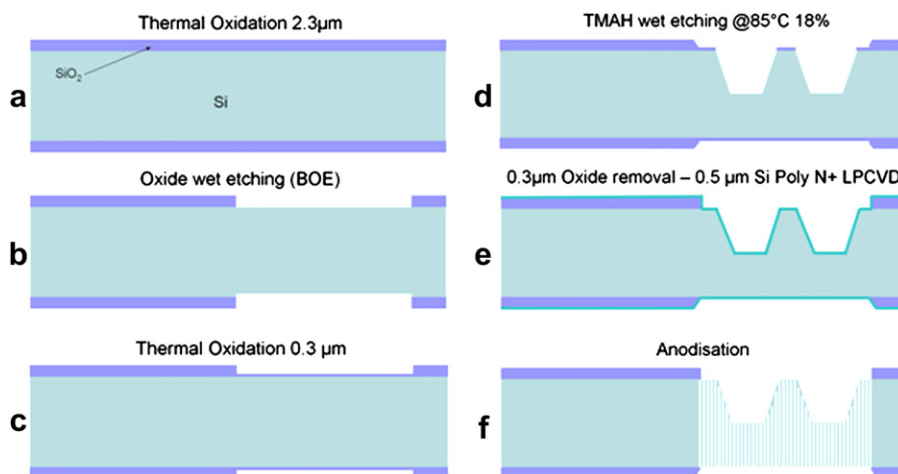 Thermal Oxidation 2.3µm
SiO2
Si
a
Oxide wet etching (BOE)
b
Thermal Oxidation 0.3 µm
c
TMAH wet etching @85°C 18%
d
0.3µm Oxide removal – 0.5 µm Si Poly N+ LPCVD
e
Anodisation
f